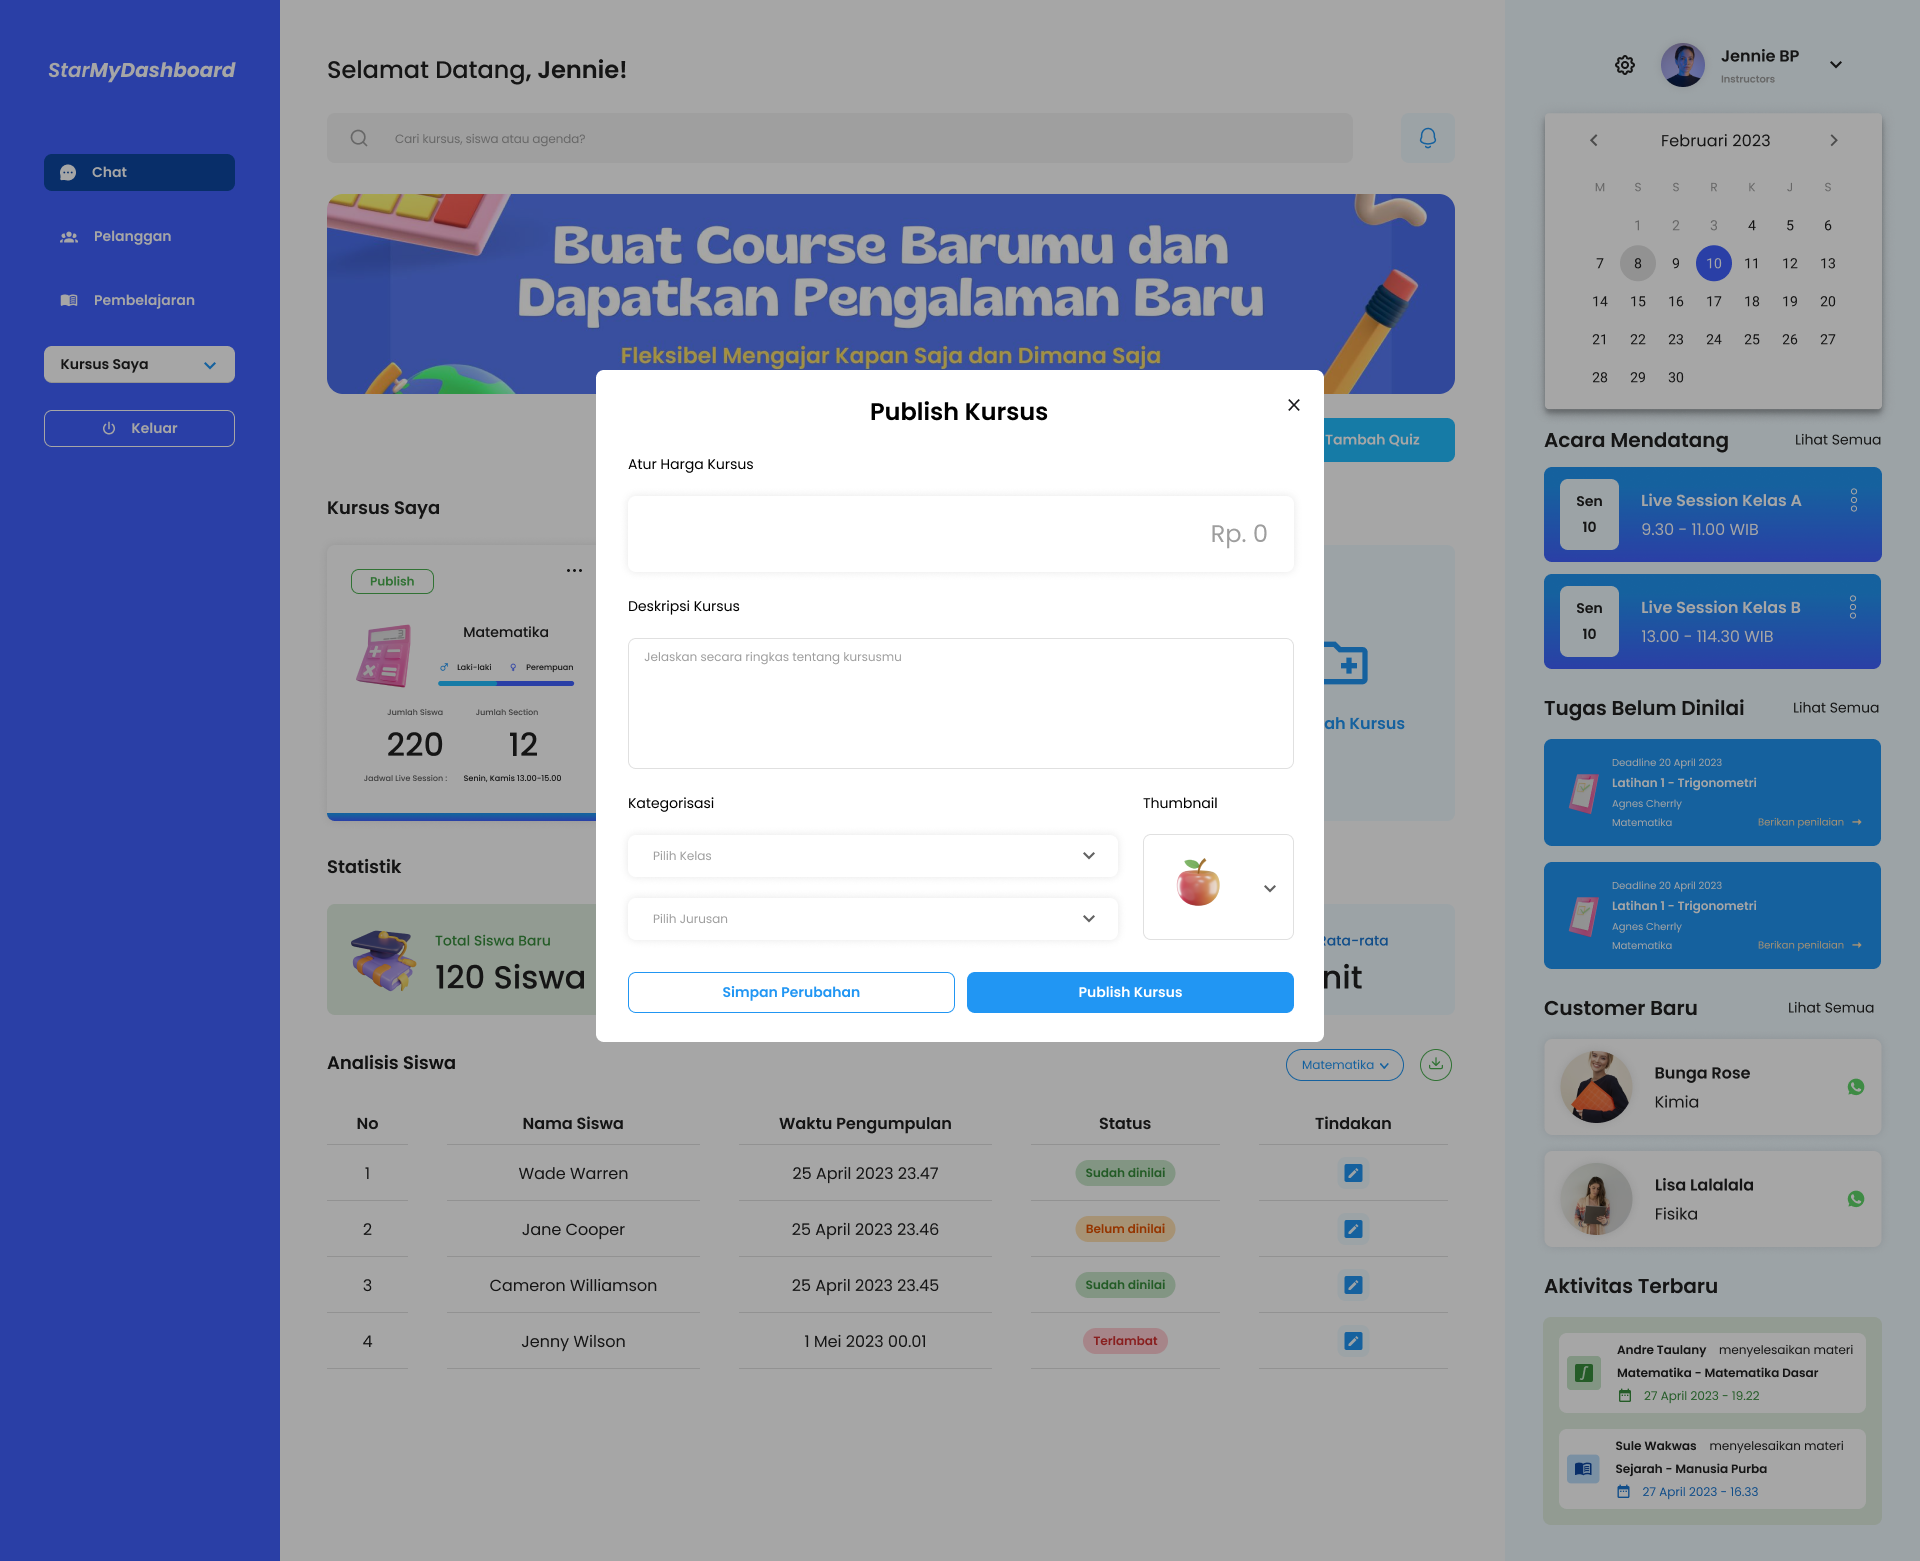 StarMyDashboard
Chat
Pelanggan
Pembelajaran
Kursus Saya
Keluar
Selamat Datang, Jennie!
Cari kursus, siswa atau agenda?
Buat Course Barumu dan
Dapatkan Pengalaman Baru
Fleksibel Mengajar Kapan Saja dan Dimana Saja
Tambah Quiz
Kursus Saya
Publish
Matematika
Laki-laki Perempuan
Jumlah Siswa Jumlah Section
220 12
Jadwal Live Session : Senin, Kamis 13.00-15.00
ah Kursus
Statistik
Total Siswa Baru
120 Siswa
Rata-rata
nit
Publish Kursus
Atur Harga Kursus
Rp. 0
Deskripsi Kursus
Jelaskan secara ringkas tentang kursusmu
Kategorisasi
Thumbnail
Pilih Kelas
Pilih Jurusan
Simpan Perubahan
Publish Kursus
Analisis Siswa
Matematika
No Nama Siswa Waktu Pengumpulan Status Tindakan
1 Wade Warren 25 April 2023 23.47 Sudah dinilai
2 Jane Cooper 25 April 2023 23.46 Belum dinilai
3 Cameron Williamson 25 April 2023 23.45 Sudah dinilai
4 Jenny Wilson 1 Mei 2023 00.01 Terlambat
Jennie BP
Instructors
Februari 2023
M S S R K J S
1 2 3 4 5 6
7 8 9 10 11 12 13
14 15 16 17 18 19 20
21 22 23 24 25 26 27
28 29 30
Acara Mendatang Lihat Semua
Sen
10
Live Session Kelas A
9.30 - 11.00 WIB
Sen
10
Live Session Kelas B
13.00 - 114.30 WIB
Tugas Belum Dinilai Lihat Semua
Deadline 20 April 2023
Latihan 1 - Trigonometri
Agnes Cherrly
Matematika Berikan penilaian
Deadline 20 April 2023
Latihan 1 - Trigonometri
Agnes Cherrly
Matematika Berikan penilaian
Customer Baru Lihat Semua
Bunga Rose
Kimia
Lisa Lalalala
Fisika
Aktivitas Terbaru
Andre Taulany menyelesaikan materi
Matematika - Matematika Dasar
27 April 2023 - 19.22
Sule Wakwas menyelesaikan materi
Sejarah - Manusia Purba
27 April 2023 - 16.33